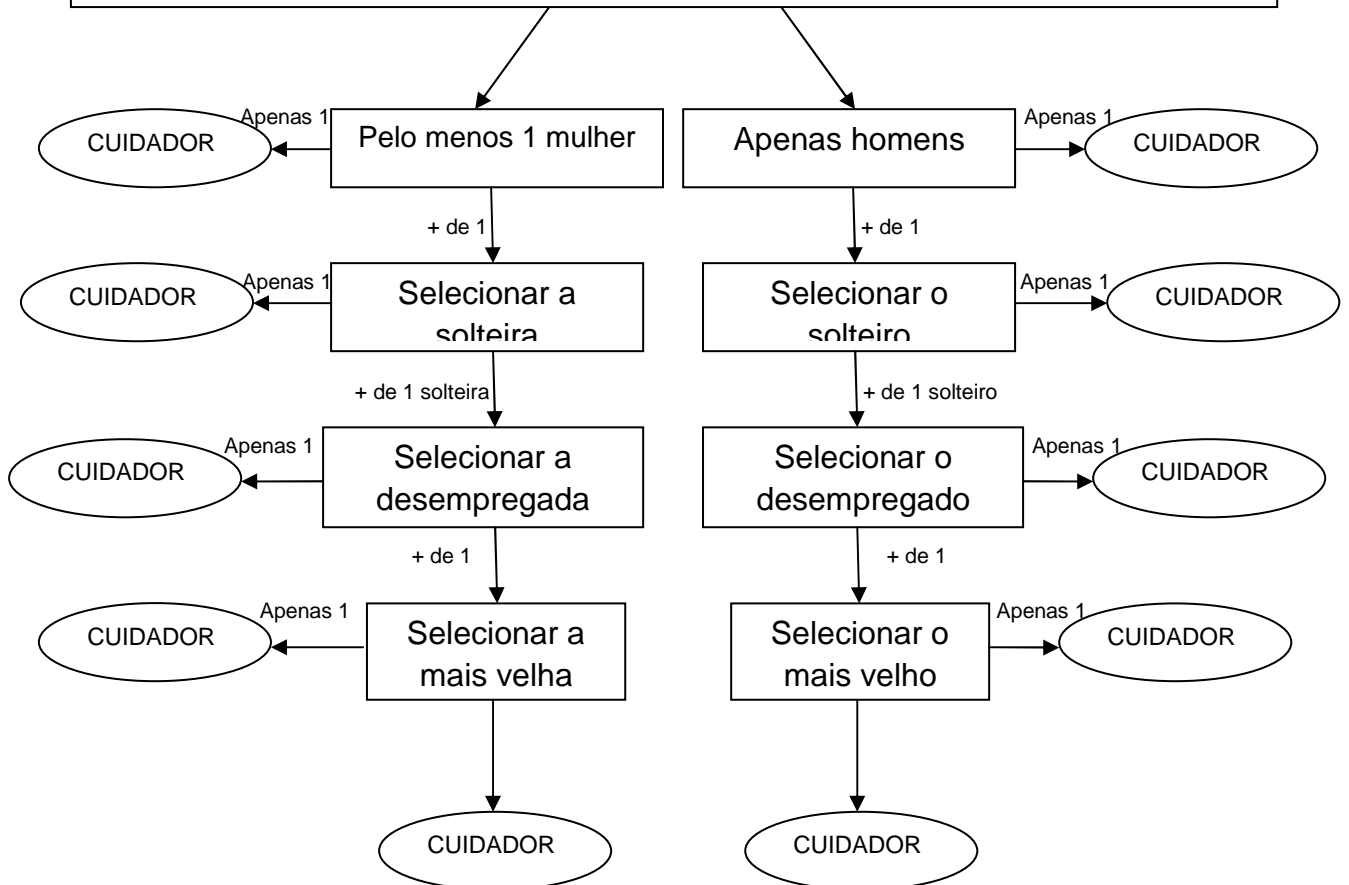 Apenas 1
Apenas 1
CUIDADOR
Pelo menos 1 mulher
Apenas homens
CUIDADOR
+ de 1
+ de 1
Apenas 1
Apenas 1
CUIDADOR
Selecionar a
solteira
Selecionar o
solteiro
CUIDADOR
+ de 1 solteira
+ de 1 solteiro
Apenas 1
Apenas 1
CUIDADOR
Selecionar a
desempregada
Selecionar o
desempregado
CUIDADOR
+ de 1
+ de 1
Apenas 1
Apenas 1
CUIDADOR
Selecionar a
mais velha
Selecionar o
mais velho
CUIDADOR
CUIDADOR
CUIDADOR